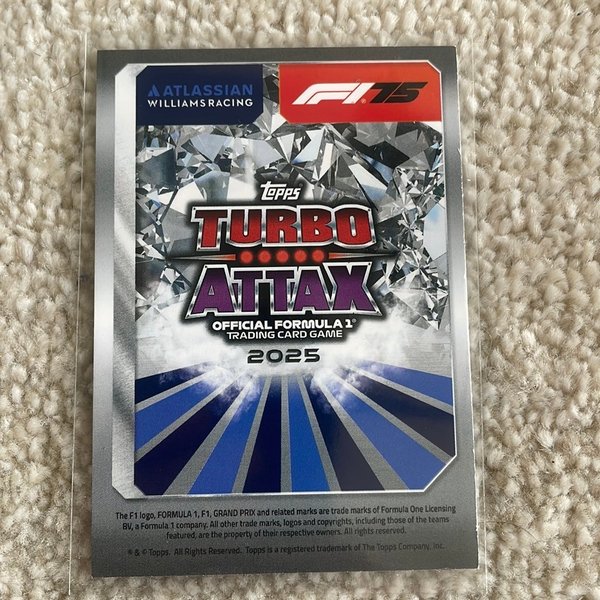 ATLASSIAN
WILLIAMS RACING
F1 75
Topps
TURBO
ATTAX
OFFICIAL FORMULA 1®
TRADING CARD GAME
2025
The F1 logo, FORMULA 1, F1, GRAND PRIX and related marks are trade marks of Formula One Licensing
BV, a Formula 1 company. All other trade marks, logos and copyrights, including those of the teams
featured, are the property of their respective owners. All rights reserved.
® & © Topps. All Rights Reserved. Topps is a registered trademark of The Topps Company, Inc.